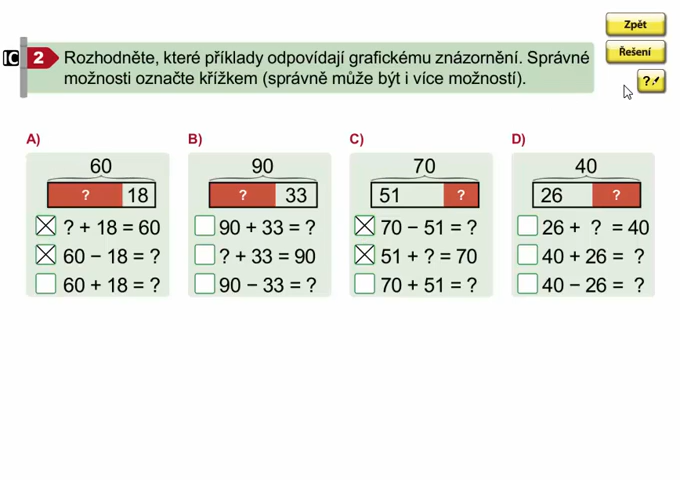 Zpět
Řešení
?
IC 2 Rozhodněte, které příklady odpovídají grafickému znázornění. Správné
možnosti označte křížkem (správně může být i více možností).
A)
60
? 18
? + 18 = 60
60 − 18 = ?
60 + 18 = ?
B)
90
? 33
90 + 33 = ?
? + 33 = 90
90 − 33 = ?
C)
70
51 ?
70 − 51 = ?
51 + ? = 70
70 + 51 = ?
D)
40
26 ?
26 + ? = 40
40 + 26 = ?
40 − 26 = ?